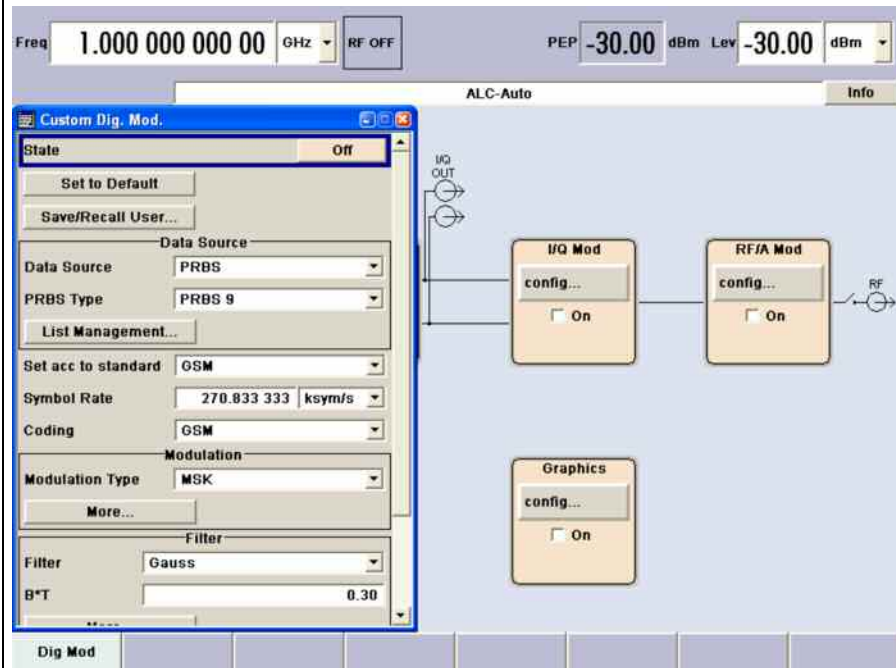 Freq 1.000 000 000 00 GHz RF OFF PEP -30.00 dBm Lev -30.00 dBm
ALC-Auto Info
Custom Dig. Mod.
State Off
Set to Default
Save/Recall User...
Data Source
Data Source PRBS
PRBS Type PRBS 9
List Management...
Set acc to standard GSM
Symbol Rate 270.833 333 ksym/s
Coding GSM
Modulation
Modulation Type MSK
More...
Filter
Filter Gauss
B*T 0.30
I/Q
OUT
I/Q Mod
config...
On
RF/A Mod
config...
On
RF
Graphics
config...
On
Dig Mod